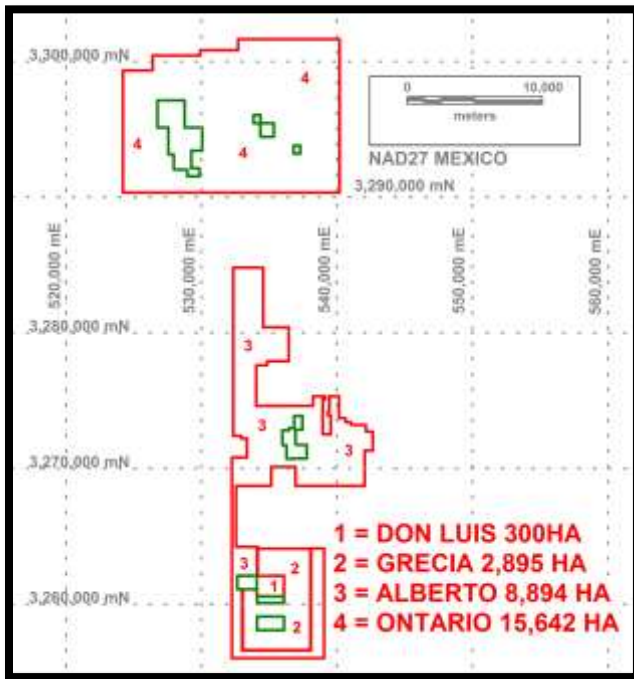 3,300,000 mN
4
0 10,000
meters
4
4
NAD27 MEXICO
3,290,000 mN
520,000 mE
530,000 mE
540,000 mE
550,000 mE
560,000 mE
3,280,000 mN
3
3
3
3,270,000 mN
1 = DON LUIS 300HA
3
2
2 = GRECIA 2,895 HA
1
3 = ALBERTO 8,894 HA
3,260,000 mN
4 = ONTARIO 15,642 HA
2